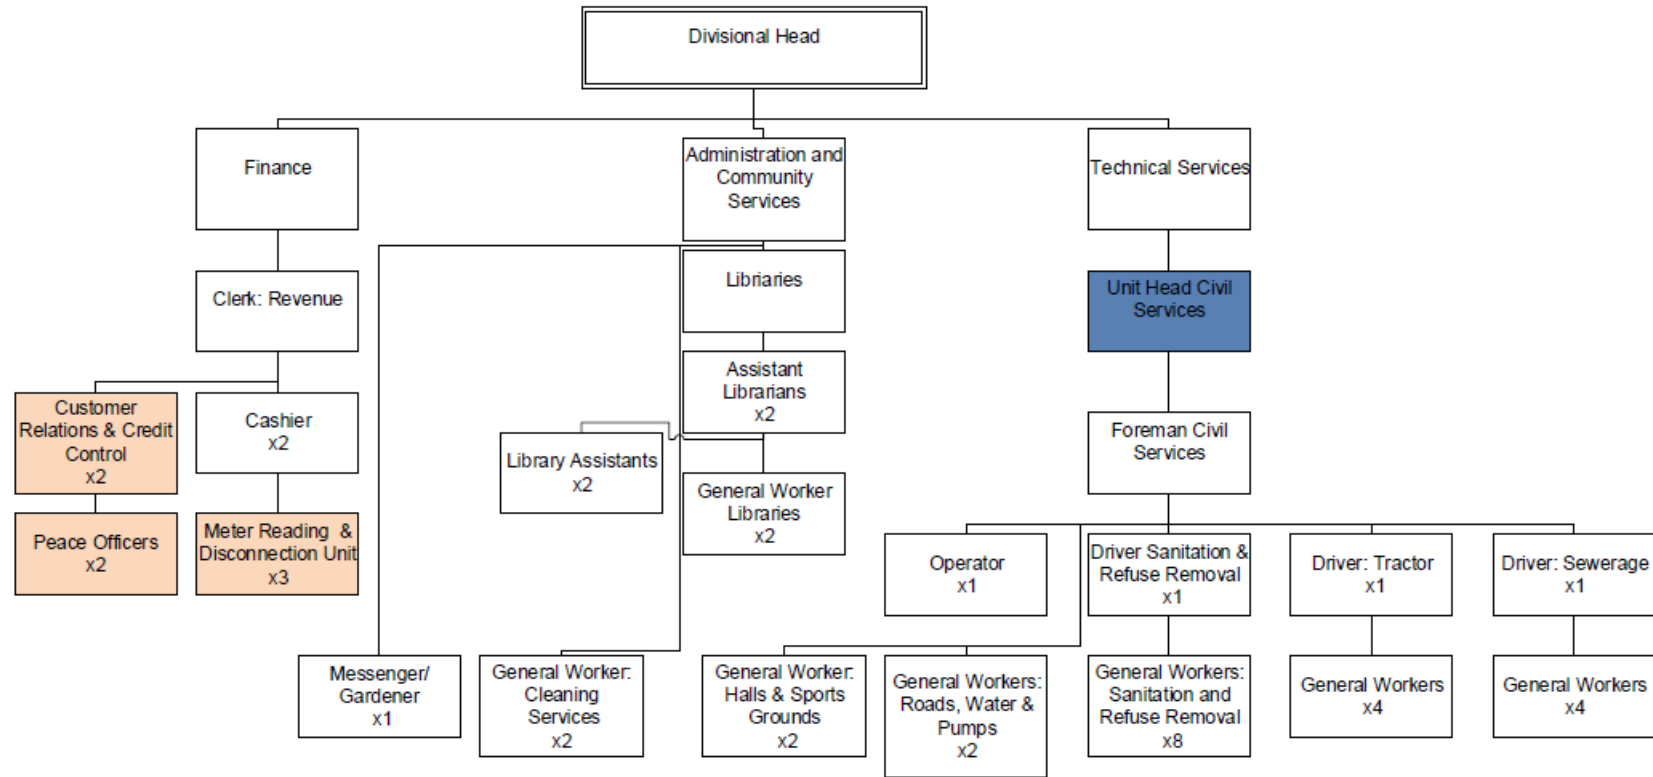 Divisional Head
Finance
Administration and
Community
Services
Technical Services
Clerk: Revenue
Libriaries
Unit Head Civil
Services
Customer
Relations & Credit
Control
x2
Cashier
x2
Assistant
Librarians
x2
Foreman Civil
Services
Library Assistants
x2
General Worker
Libraries
x2
Peace Officers
x2
Meter Reading &
Disconnection Unit
x3
Operator
x1
Driver Sanitation &
Refuse Removal
x1
Driver: Tractor
x1
Driver: Sewerage
x1
Messenger/
Gardener
x1
General Worker:
Cleaning
Services
x2
General Worker:
Halls & Sports
Grounds
x2
General Workers:
Roads, Water &
Pumps
x2
General Workers:
Sanitation and
Refuse Removal
x8
General Workers
x4
General Workers
x4